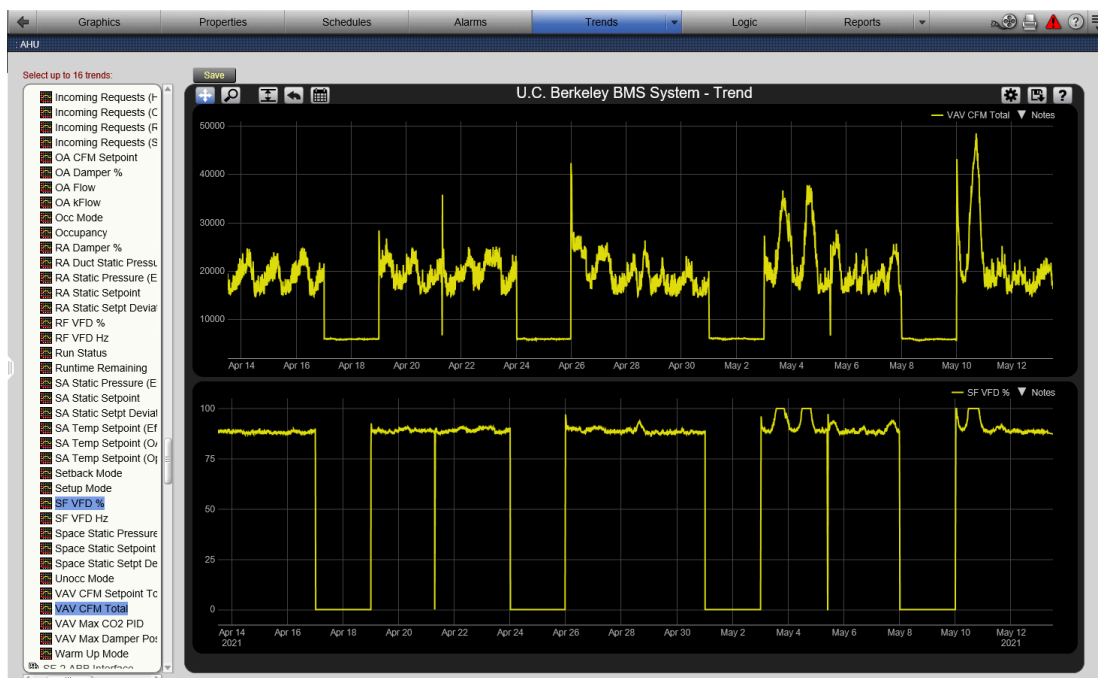 Graphics Properties Schedules Alarms Trends Logic Reports
: AHU
Select up to 16 trends:
Save
Incoming Requests (H
Incoming Requests (C
Incoming Requests (F
Incoming Requests (S
OA CFM Setpoint
OA Damper %
OA Flow
OA kFlow
Occ Mode
Occupancy
RA Damper %
RA Duct Static Pressu
RA Static Pressure (E
RA Static Setpoint
RA Static Setpt Deviat
RF VFD %
RF VFD Hz
Run Status
Runtime Remaining
SA Static Pressure (E
SA Static Setpoint
SA Static Setpt Deviat
SA Temp Setpoint (Ef
SA Temp Setpoint (O
SA Temp Setpoint (Op
Setback Mode
Setup Mode
SF VFD %
SF VFD Hz
Space Static Pressure
Space Static Setpoint
Space Static Setpt De
Unocc Mode
VAV CFM Setpoint To
VAV CFM Total
VAV Max CO2 PID
VAV Max Damper Pos
Warm Up Mode
U.C. Berkeley BMS System - Trend
VAV CFM Total Notes
50000
40000
30000
20000
10000
Apr 14 Apr 16 Apr 18 Apr 20 Apr 22 Apr 24 Apr 26 Apr 28 Apr 30 May 2 May 4 May 6 May 8 May 10 May 12
SF VFD % Notes
100
75
50
25
0
Apr 14 Apr 16 Apr 18 Apr 20 Apr 22 Apr 24 Apr 26 Apr 28 Apr 30 May 2 May 4 May 6 May 8 May 10 May 12
2021 2021